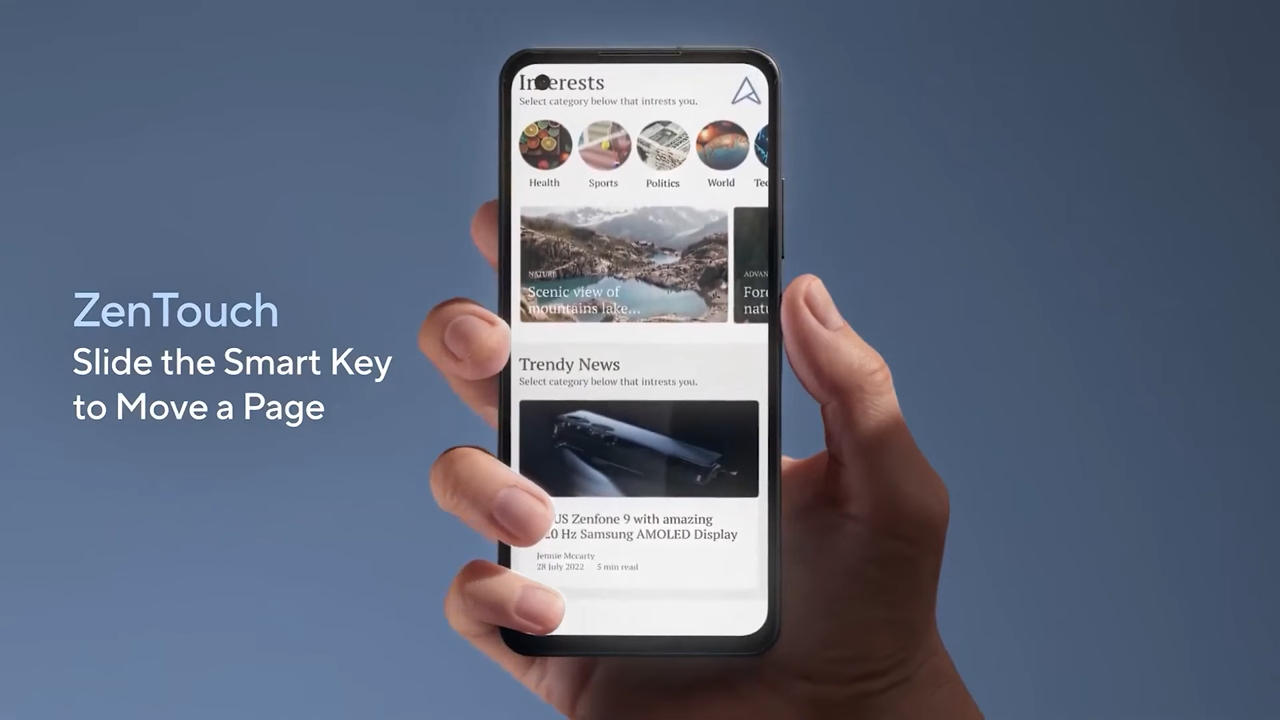 ZenTouch
Slide the Smart Key
to Move a Page
Select category below that intrests you.
Health Sports Politics World
NATURE
Scenic view of
mountains lake...
Trendy News
Select category below that intrests you.
Zenfone 9 with amazing
Hz Samsung AMOLED Display
Jennie Mccarty
28 July 2022 5 min read